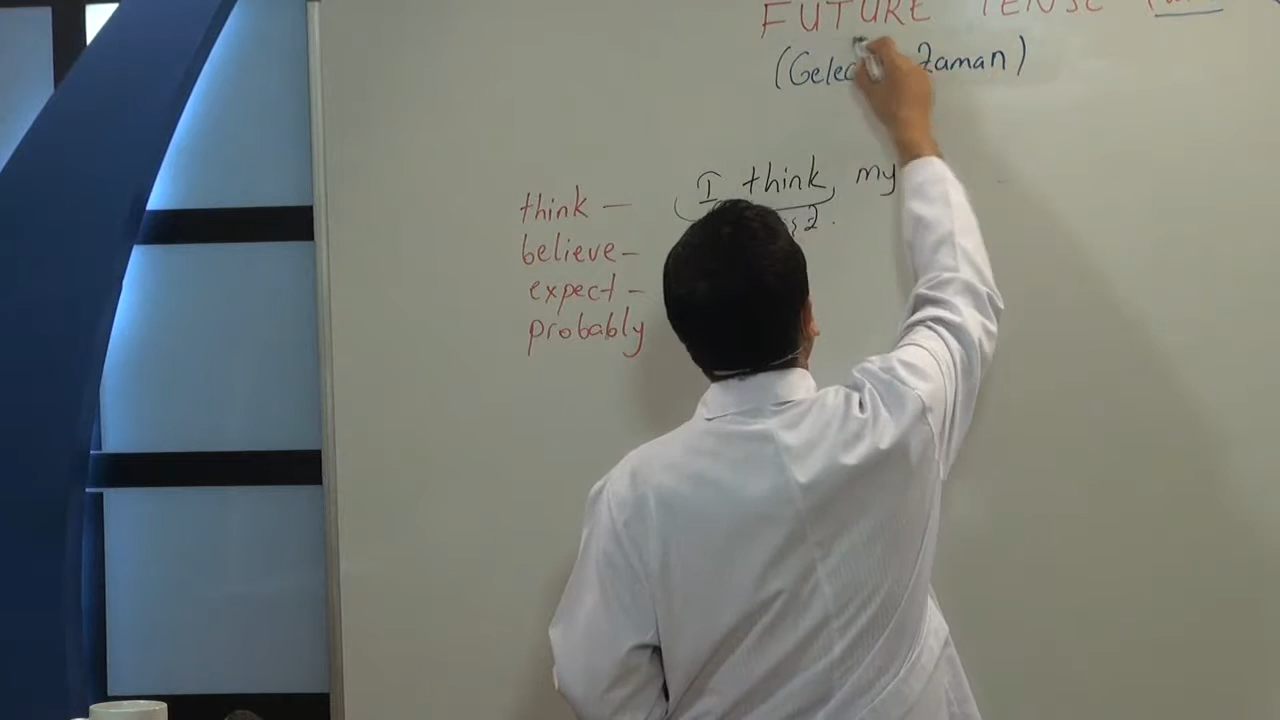 FUTURE TENSE
(Gelec Zaman)
think — I think, my
believe –
expect –
probably